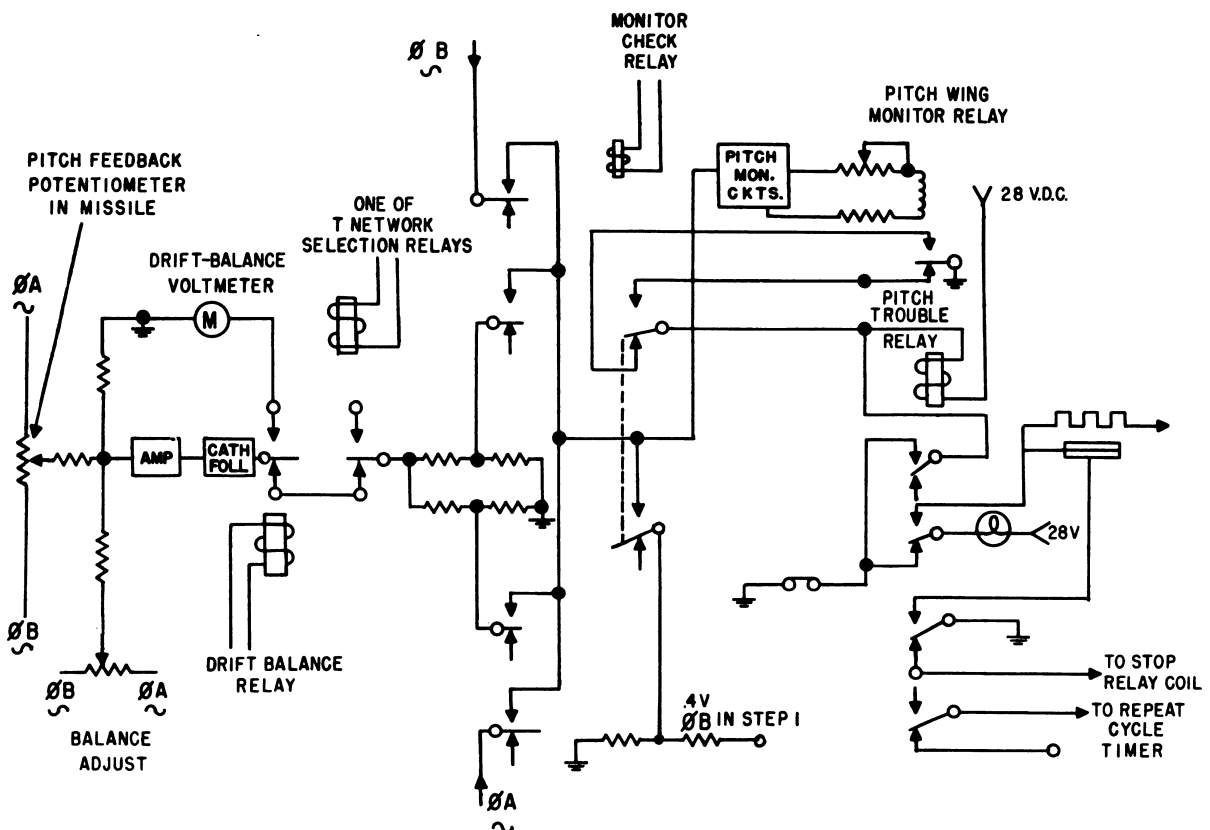 MONITOR
CHECK
RELAY
Ø B
PITCH WING
MONITOR RELAY
PITCH FEEDBACK
POTENTIOMETER
IN MISSILE
PITCH
MON.
CKTS.
28 V.D.C.
ONE OF
T NETWORK
SELECTION RELAYS
DRIFT-BALANCE
VOLTMETER
ØA
M
PITCH
TROUBLE
RELAY
AMP
CATH
FOLL
28V
ØB
DRIFT BALANCE
RELAY
ØB
ØA
BALANCE
ADJUST
.4V
ØB IN STEP 1
TO STOP
RELAY COIL
TO REPEAT
CYCLE
TIMER
ØA